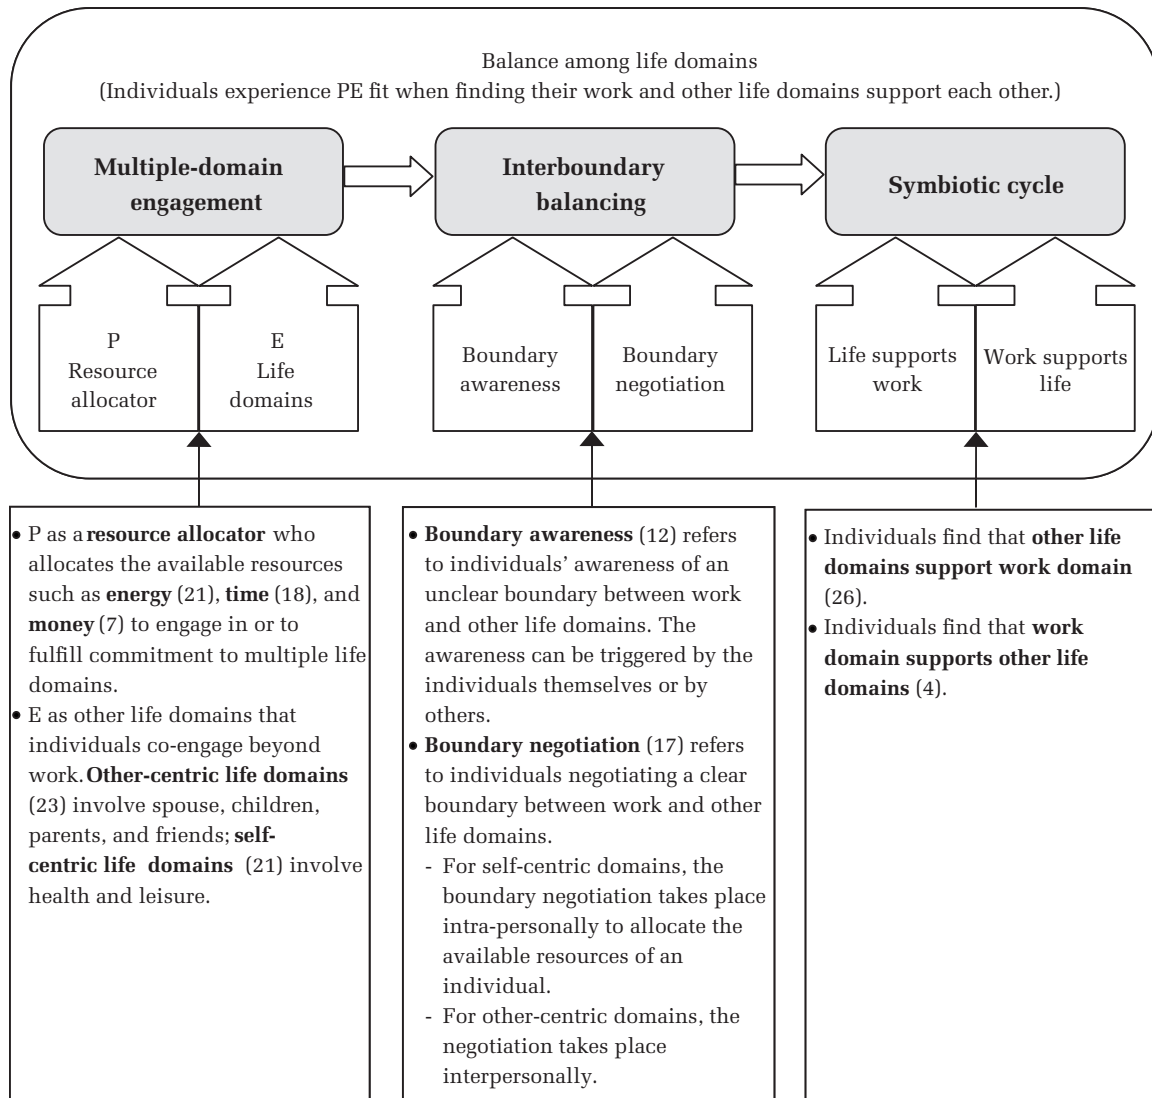 Balance among life domains
(Individuals experience PE fit when finding their work and other life domains support each other.)
Multiple-domain
engagement
Interboundary
balancing
Symbiotic cycle
P
Resource
allocator
E
Life
domains
Boundary
awareness
Boundary
negotiation
Life supports
work
Work supports
life
• P as a resource allocator who
allocates the available resources
such as energy (21), time (18), and
money (7) to engage in or to
fulfill commitment to multiple life
domains.
• E as other life domains that
individuals co-engage beyond
work. Other-centric life domains
(23) involve spouse, children,
parents, and friends; self-
centric life domains (21) involve
health and leisure.
• Boundary awareness (12) refers
to individuals’ awareness of an
unclear boundary between work
and other life domains. The
awareness can be triggered by the
individuals themselves or by
others.
• Boundary negotiation (17) refers
to individuals negotiating a clear
boundary between work and other
life domains.
- For self-centric domains, the
boundary negotiation takes place
intra-personally to allocate the
available resources of an
individual.
- For other-centric domains, the
negotiation takes place
interpersonally.
• Individuals find that other life
domains support work domain
(26).
• Individuals find that work
domain supports other life
domains (4).